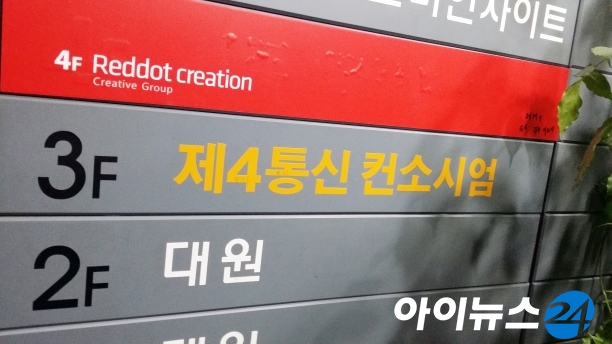 인사이트
4F Reddot creation
Creative Group
3F 제4통신 컨소시엄
2F 대원
아이뉴스24